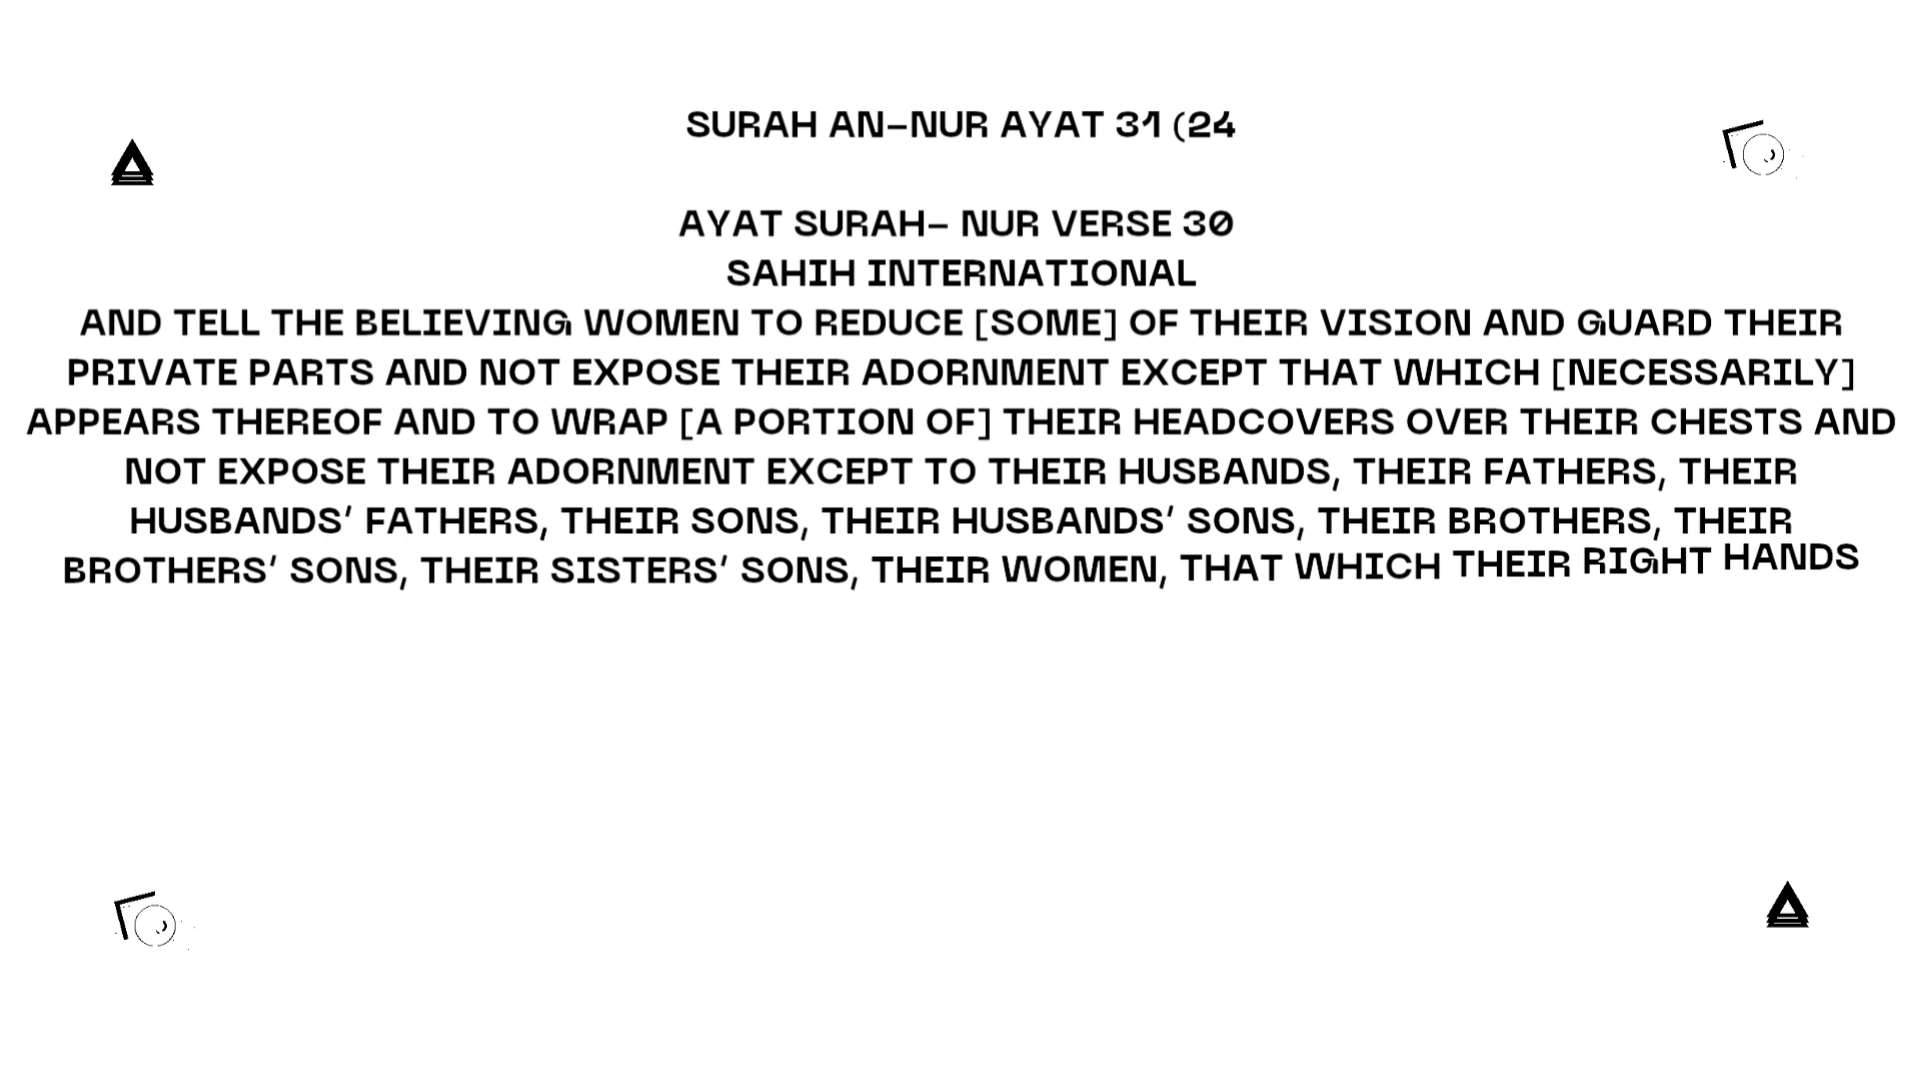 SURAH AN–NUR AYAT 31 (24
AYAT SURAH– NUR VERSE 30
SAHIH INTERNATIONAL
AND TELL THE BELIEVING WOMEN TO REDUCE [SOME] OF THEIR VISION AND GUARD THEIR
PRIVATE PARTS AND NOT EXPOSE THEIR ADORNMENT EXCEPT THAT WHICH [NECESSARILY]
APPEARS THEREOF AND TO WRAP [A PORTION OF] THEIR HEADCOVERS OVER THEIR CHESTS AND
NOT EXPOSE THEIR ADORNMENT EXCEPT TO THEIR HUSBANDS, THEIR FATHERS, THEIR
HUSBANDS' FATHERS, THEIR SONS, THEIR HUSBANDS' SONS, THEIR BROTHERS, THEIR
BROTHERS' SONS, THEIR SISTERS' SONS, THEIR WOMEN, THAT WHICH THEIR RIGHT HANDS